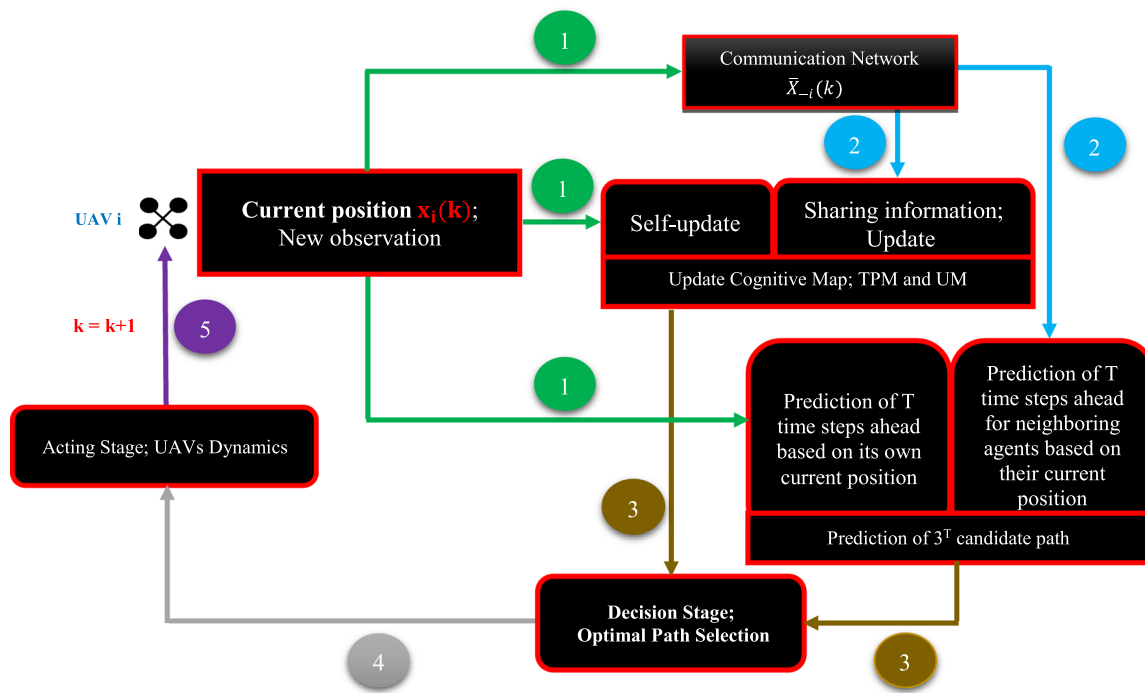 1
Communication Network
X̄₋ᵢ(k)
2
2
1
UAV i
Current position xᵢ(k);
New observation
Self-update
Sharing information;
Update
Update Cognitive Map; TPM and UM
k = k+1
5
1
Prediction of T
time steps ahead
based on its own
current position
Prediction of T
time steps ahead
for neighboring
agents based on
their current
position
Acting Stage; UAVs Dynamics
3
Prediction of 3ᵀ candidate path
Decision Stage;
Optimal Path Selection
4
3